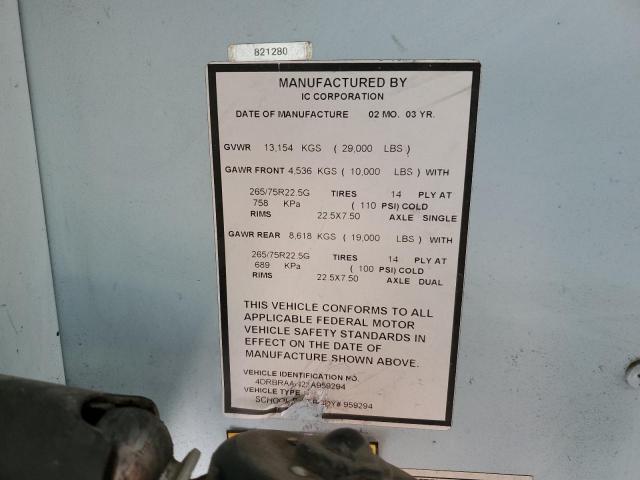 821280
MANUFACTURED BY
IC CORPORATION
DATE OF MANUFACTURE 02 MO. 03 YR.
GVWR 13,154 KGS ( 29,000 LBS )
GAWR FRONT 4,536 KGS ( 10,000 LBS ) WITH
265/75R22.5G TIRES 14 PLY AT
758 KPa ( 110 PSI) COLD
RIMS 22.5X7.50 AXLE SINGLE
GAWR REAR 8,618 KGS ( 19,000 LBS ) WITH
265/75R22.5G TIRES 14 PLY AT
689 KPa ( 100 PSI) COLD
RIMS 22.5X7.50 AXLE DUAL
THIS VEHICLE CONFORMS TO ALL
APPLICABLE FEDERAL MOTOR
VEHICLE SAFETY STANDARDS IN
EFFECT ON THE DATE OF
MANUFACTURE SHOWN ABOVE.
VEHICLE IDENTIFICATION NO.
VEHICLE TYPE
SCHOOL 959294